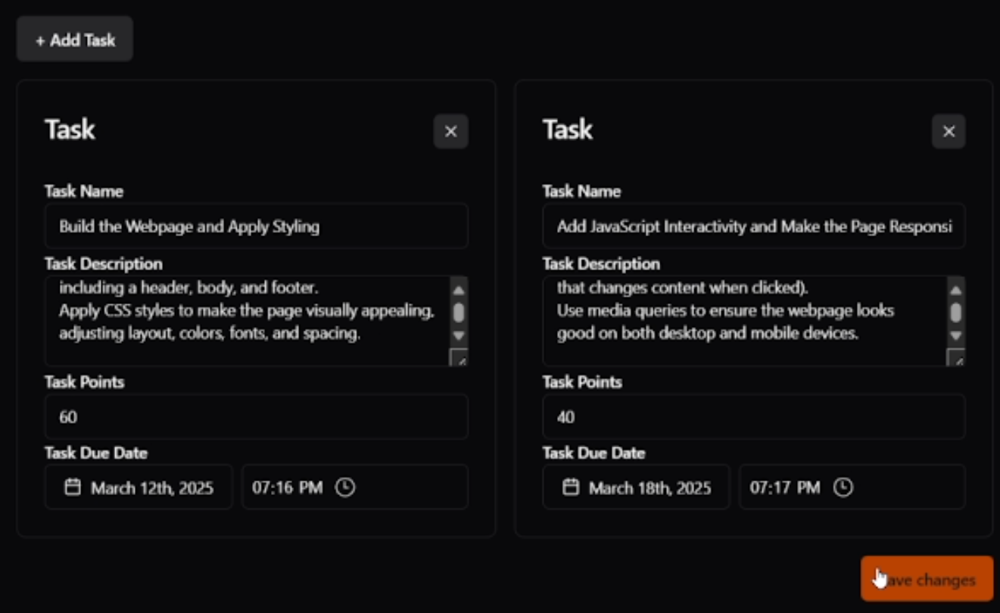 + Add Task
Task
Task Name
Build the Webpage and Apply Styling
Task Description
including a header, body, and footer.
Apply CSS styles to make the page visually appealing,
adjusting layout, colors, fonts, and spacing.
Task Points
60
Task Due Date
March 12th, 2025
07:16 PM
Task
Task Name
Add JavaScript Interactivity and Make the Page Responsi
Task Description
that changes content when clicked).
Use media queries to ensure the webpage looks
good on both desktop and mobile devices.
Task Points
40
Task Due Date
March 18th, 2025
07:17 PM
ave changes